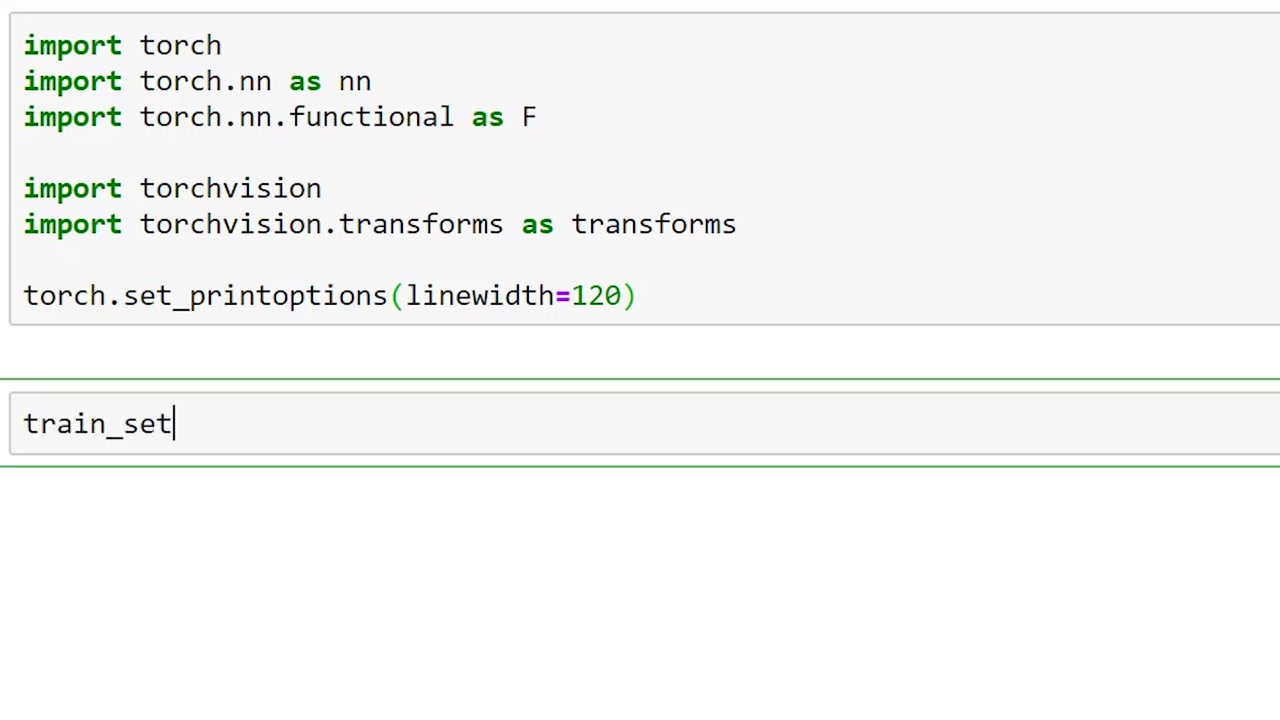 import torch
import torch.nn as nn
import torch.nn.functional as F
import torchvision
import torchvision.transforms as transforms
torch.set_printoptions(linewidth=120)
train_set